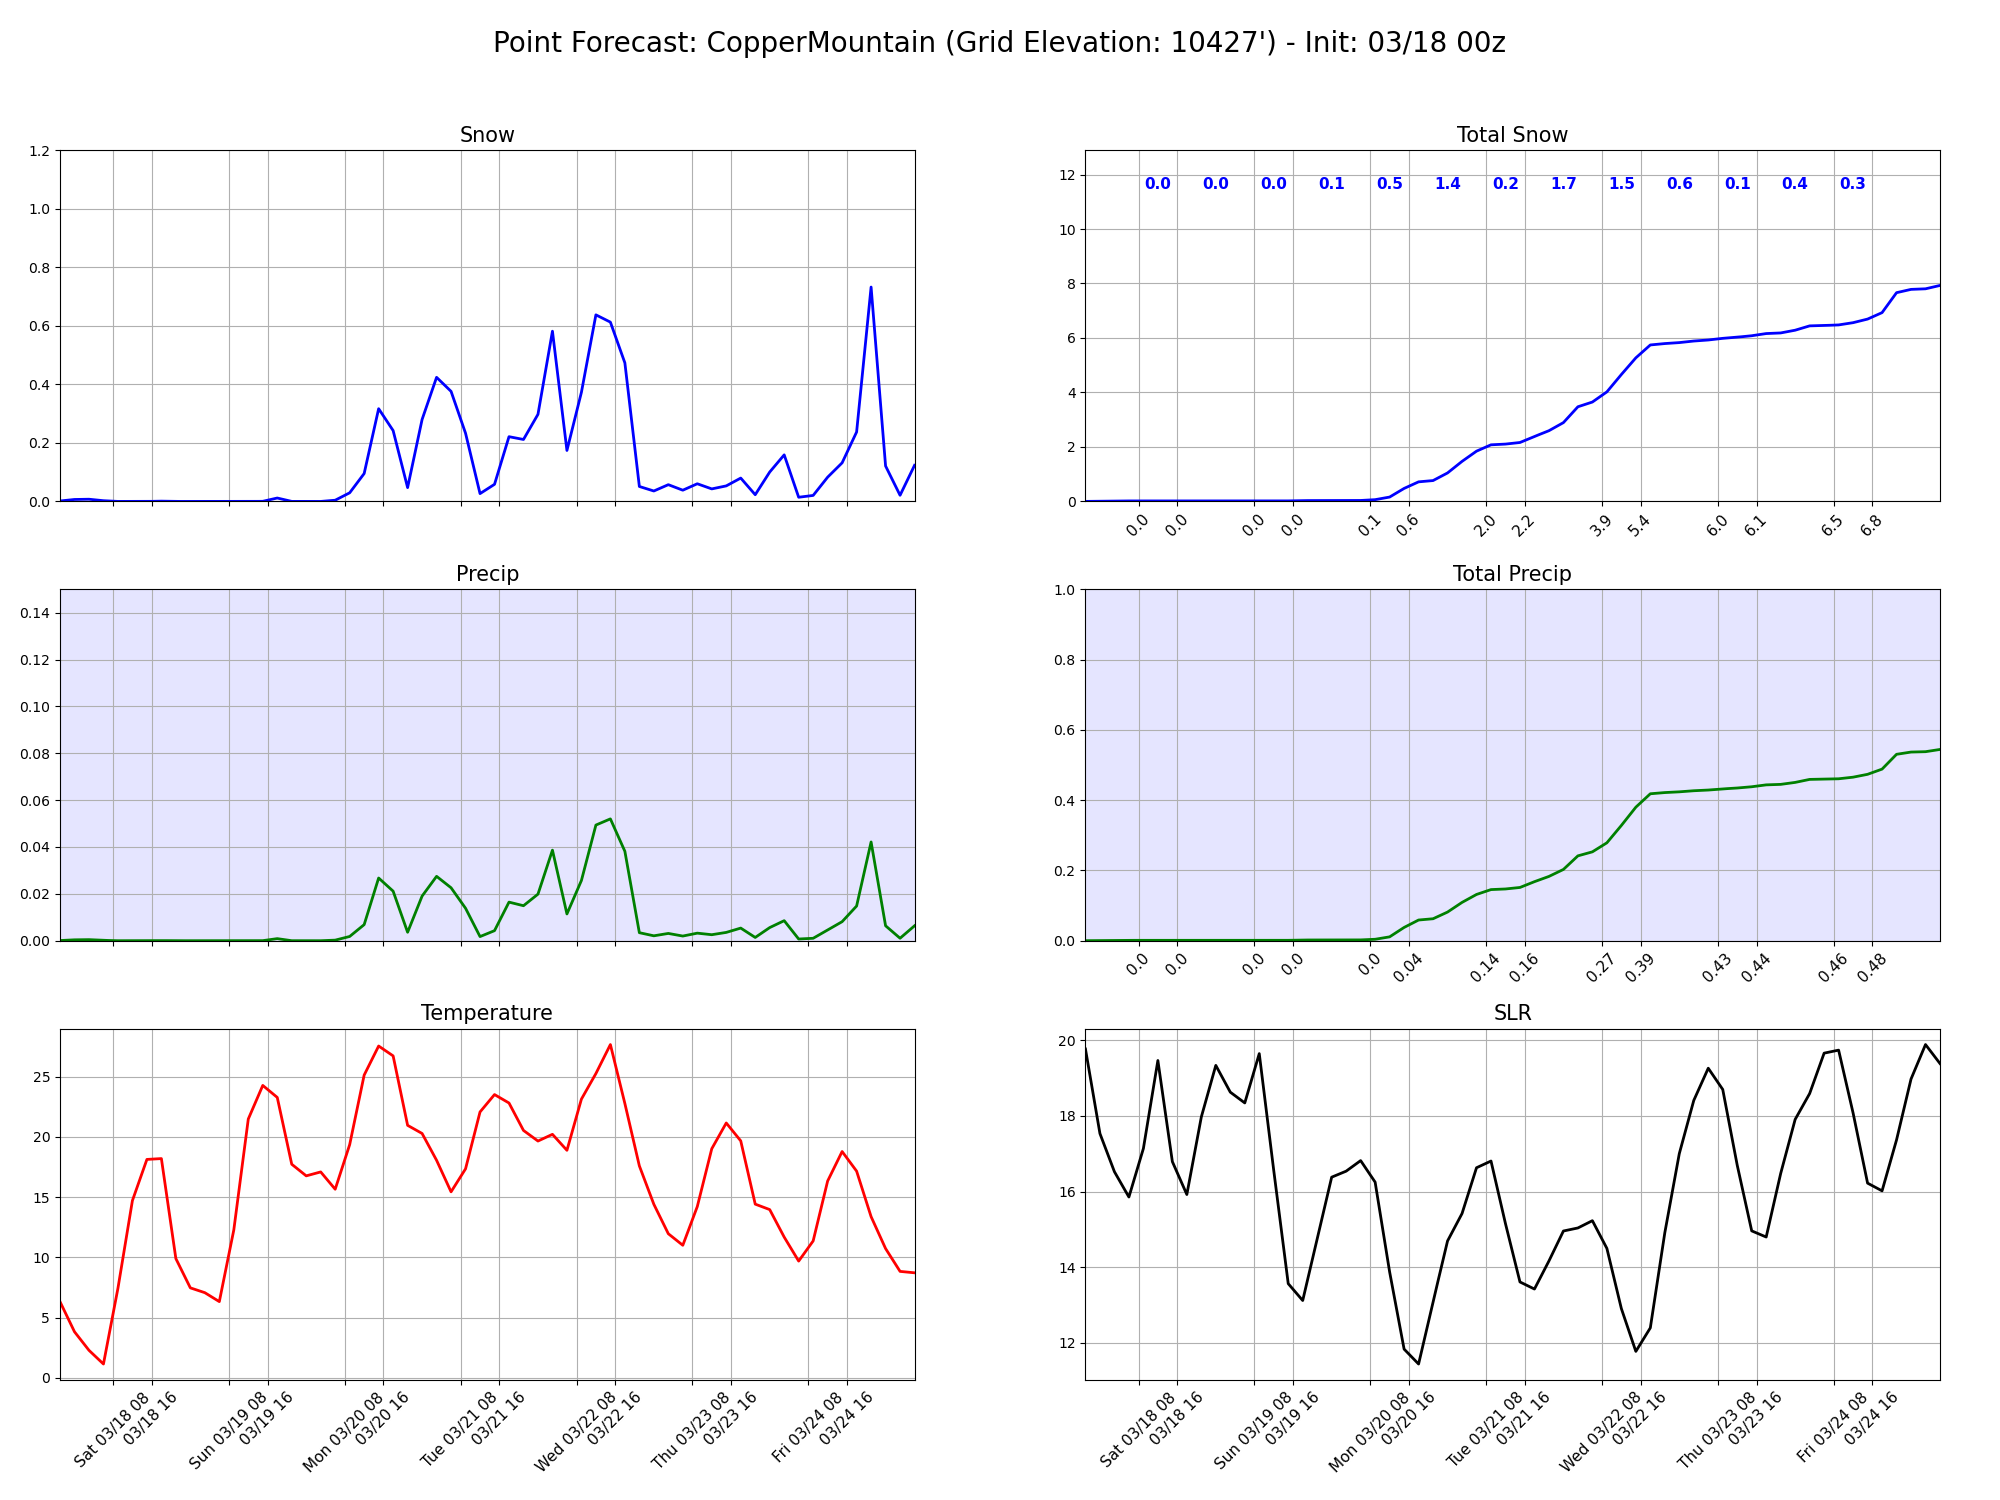 Point Forecast: CopperMountain (Grid Elevation: 10427') - Init: 03/18 00z
Snow
1.2
1.0
0.8
0.6
0.4
0.2
0.0
Total Snow
12
10
8
6
4
2
0
0.0 0.0 0.0 0.1 0.5 1.4 0.2 1.7 1.5 0.6 0.1 0.4 0.3
0.0 0.0 0.0 0.0 0.1 0.6 2.0 2.2 3.9 5.4 6.0 6.1 6.5 6.8
Precip
0.14
0.12
0.10
0.08
0.06
0.04
0.02
0.00
Total Precip
1.0
0.8
0.6
0.4
0.2
0.0
0.0 0.0 0.0 0.0 0.0 0.04 0.14 0.16 0.27 0.39 0.43 0.44 0.46 0.48
Temperature
25
20
15
10
5
0
Sat 03/18 08
03/18 16
Sun 03/19 08
03/19 16
Mon 03/20 08
03/20 16
Tue 03/21 08
03/21 16
Wed 03/22 08
03/22 16
Thu 03/23 08
03/23 16
Fri 03/24 08
03/24 16
SLR
20
18
16
14
12
Sat 03/18 08
03/18 16
Sun 03/19 08
03/19 16
Mon 03/20 08
03/20 16
Tue 03/21 08
03/21 16
Wed 03/22 08
03/22 16
Thu 03/23 08
03/23 16
Fri 03/24 08
03/24 16